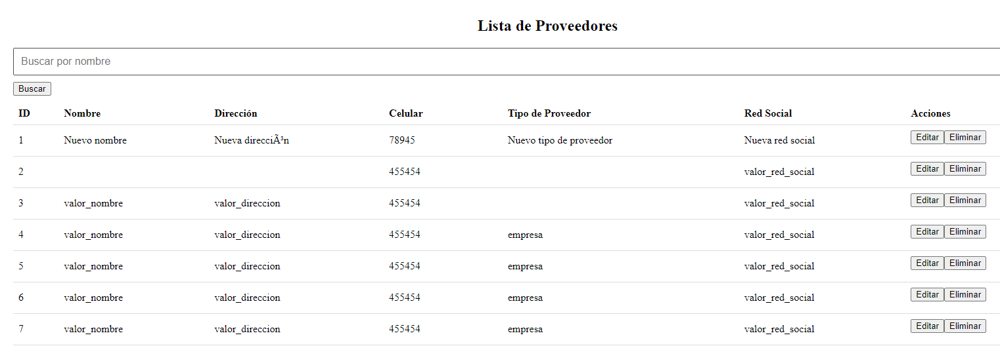 Lista de Proveedores
Buscar por nombre
Buscar
ID Nombre Dirección Celular Tipo de Proveedor Red Social Acciones
1 Nuevo nombre Nueva direcciÃ³n 78945 Nuevo tipo de proveedor Nueva red social Editar Eliminar
2 455454 valor_red_social Editar Eliminar
3 valor_nombre valor_direccion 455454 valor_red_social Editar Eliminar
4 valor_nombre valor_direccion 455454 empresa valor_red_social Editar Eliminar
5 valor_nombre valor_direccion 455454 empresa valor_red_social Editar Eliminar
6 valor_nombre valor_direccion 455454 empresa valor_red_social Editar Eliminar
7 valor_nombre valor_direccion 455454 empresa valor_red_social Editar Eliminar